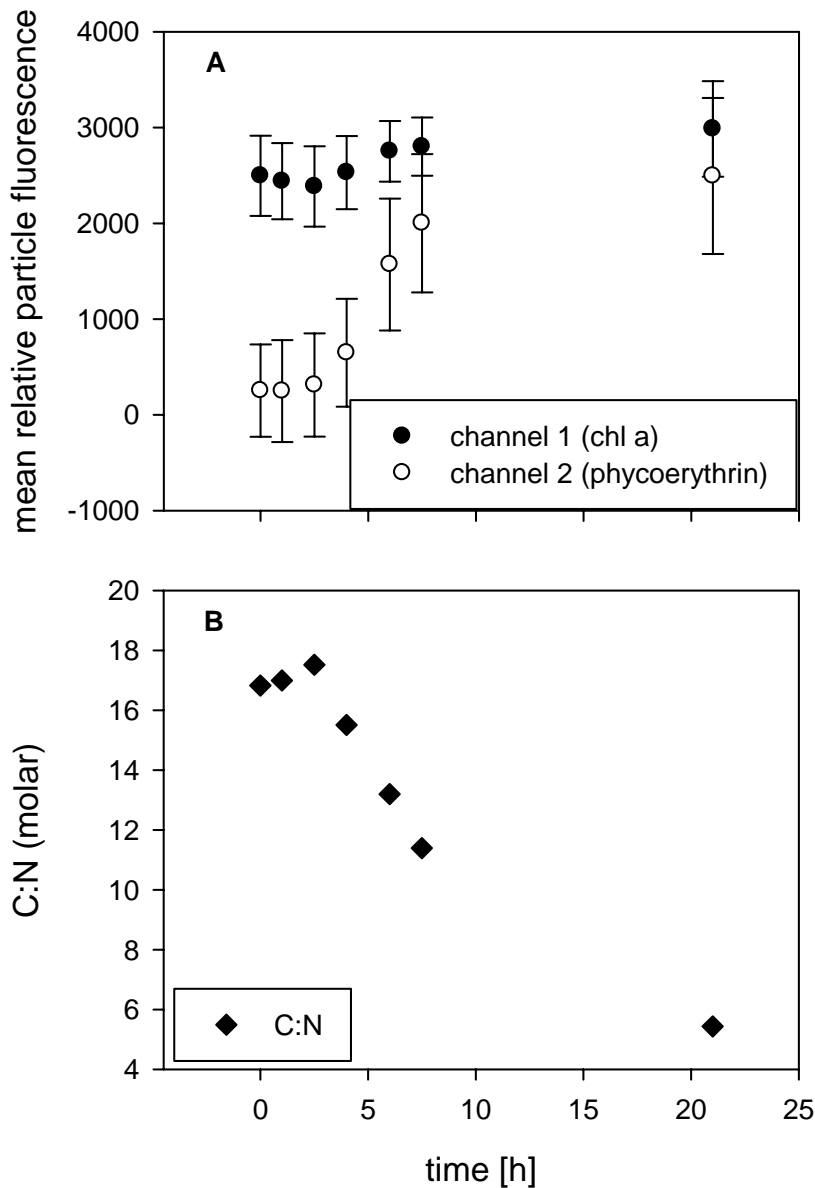 mean relative particle fluorescence
4000
3000
2000
1000
0
-1000
A
channel 1 (chl a)
channel 2 (phycoerythrin)
C:N (molar)
20
18
16
14
12
10
8
6
4
B
C:N
0 5 10 15 20 25
time [h]